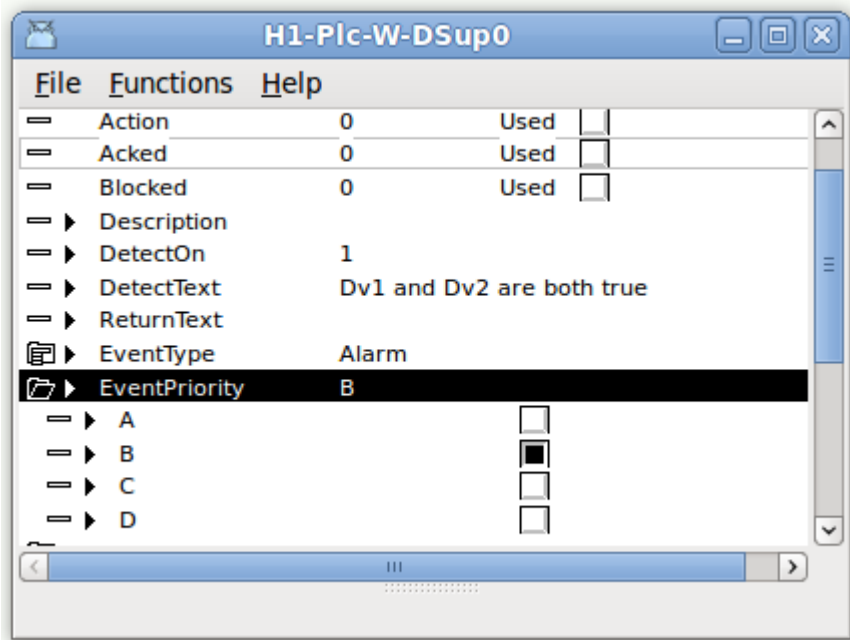 H1-Plc-W-DSup0
File Functions Help
Action 0 Used
Acked 0 Used
Blocked 0 Used
Description
DetectOn 1
DetectText Dv1 and Dv2 are both true
ReturnText
EventType Alarm
EventPriority B
A
B
C
D